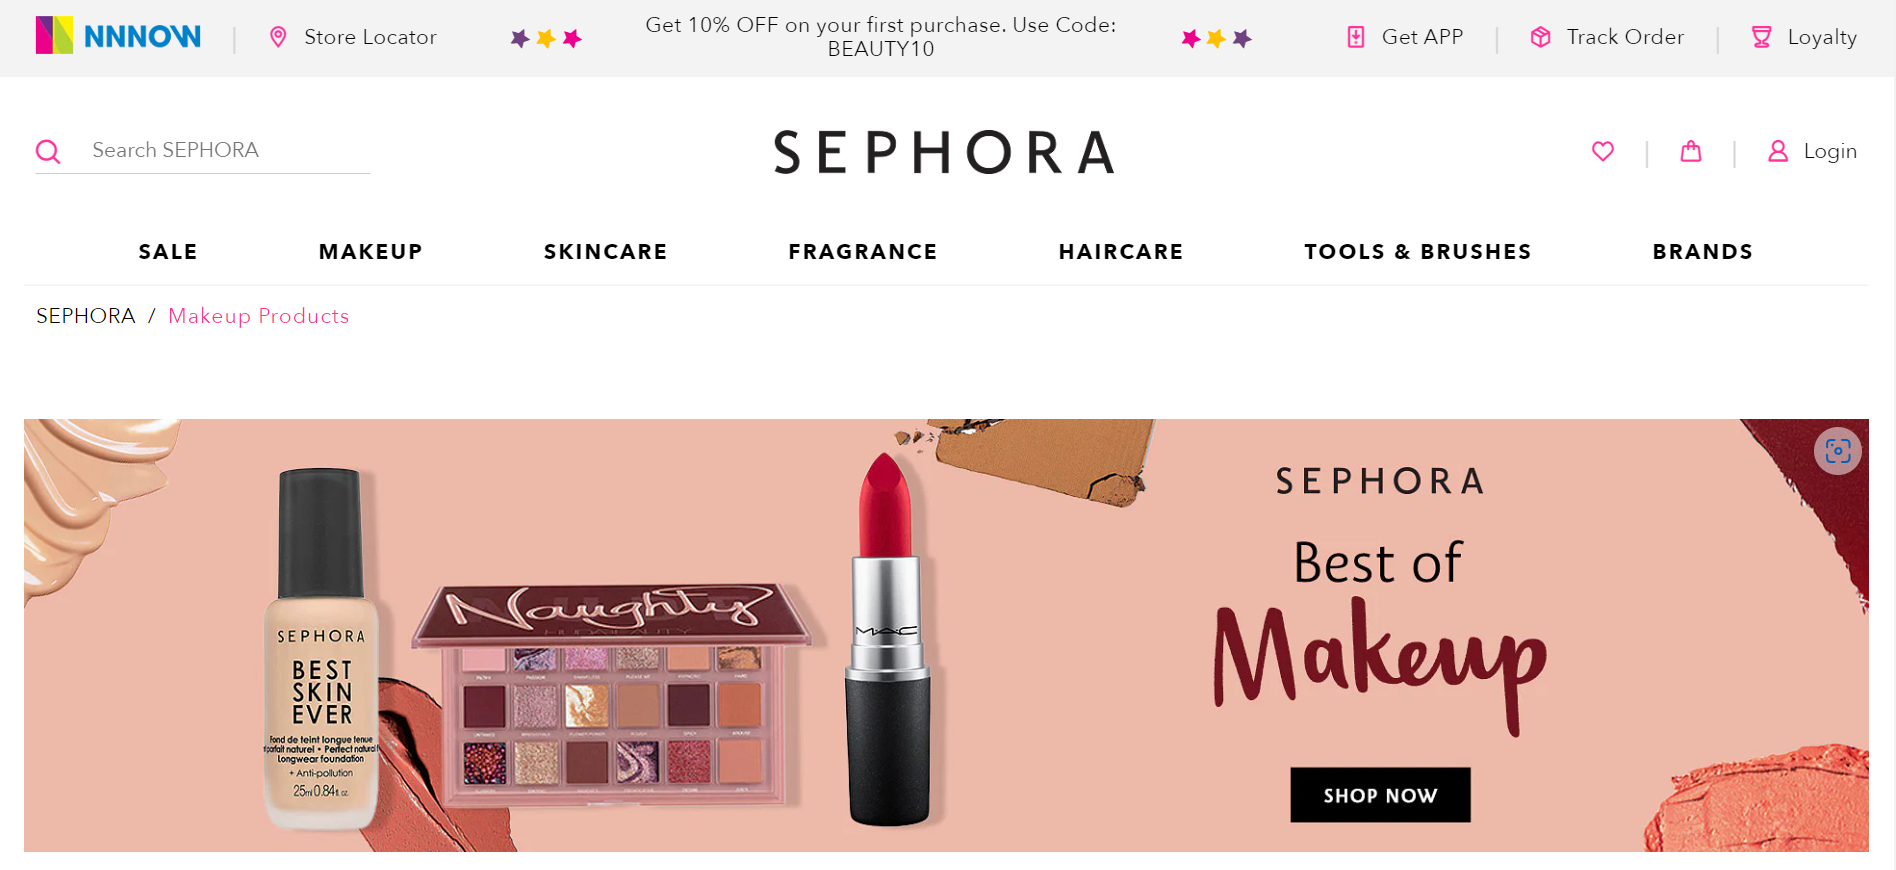 NNNOW
Store Locator
Get 10% OFF on your first purchase. Use Code:
BEAUTY10
Get APP
Track Order
Loyalty
Search SEPHORA
SEPHORA
Login
SALE
MAKEUP
SKINCARE
FRAGRANCE
HAIRCARE
TOOLS & BRUSHES
BRANDS
SEPHORA / Makeup Products
SEPHORA
BEST
SKIN
EVER
Fond de teint longue tenue
parfait naturel • Perfect natural
Longwear foundation
+ Anti-pollution
25ml 0.84fl. oz.
Naughty
HUDABEAUTY
MAC
SEPHORA
Best of
Makeup
SHOP NOW